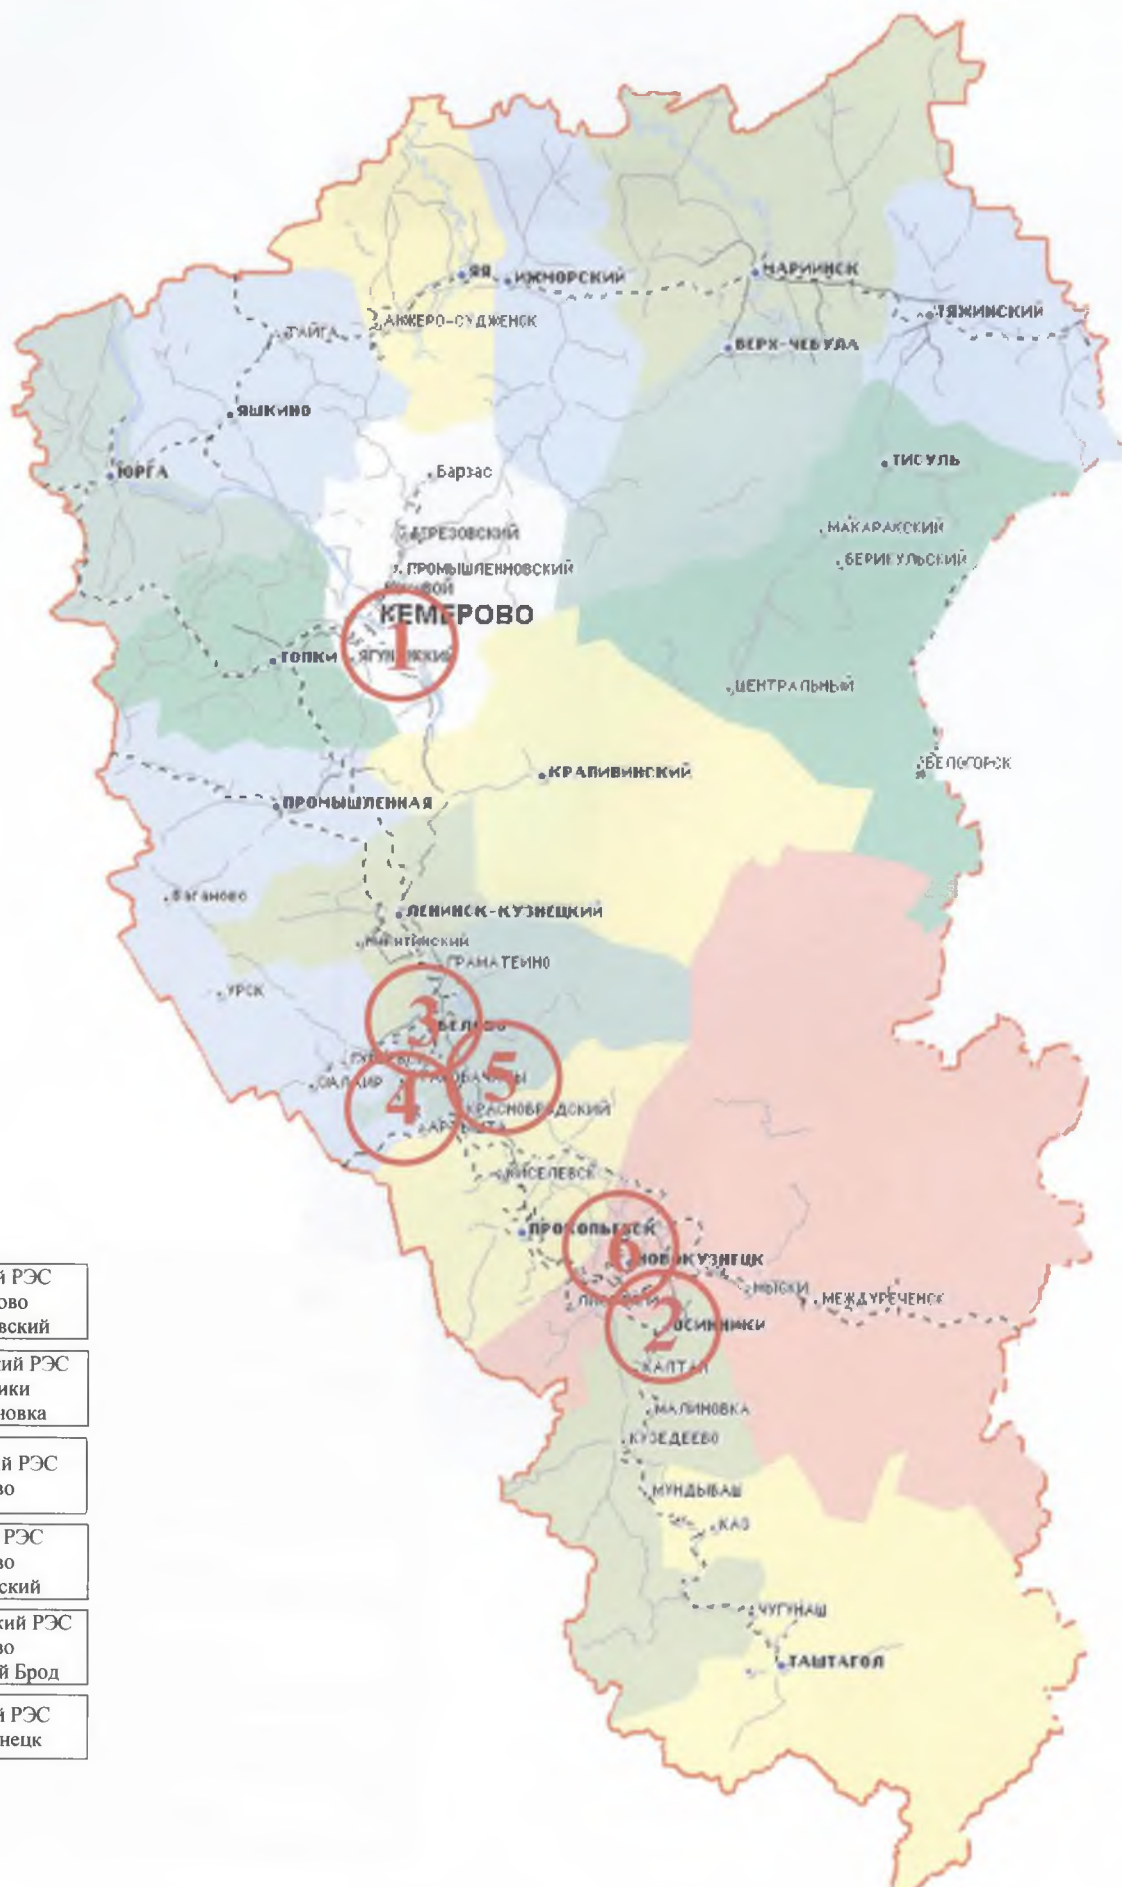 ЯЯ
ИЖМОРСКИЙ
МАРИИНСК
ТЯЖИНСКИЙ
АНЖЕРО-СУДЖЕНСК
ТАЙГА
ВЕРХ-ЧЕБУЛА
ЯШКИНО
ЮРГА
Барзас
ТИСУЛЬ
МАКАРАКСКИЙ
БЕРИКУЛЬСКИЙ
ПРОМЫШЛЕННОВСКИЙ
КЕМЕРОВО
1
ТОПКИ
ЦЕНТРАЛЬНЫЙ
БЕЛОГОРСК
КРАПИВИНСКИЙ
ПРОМЫШЛЕННАЯ
Ваганово
ЛЕНИНСК-КУЗНЕЦКИЙ
НИКИТИНСКИЙ
ГРАМАТЕИНО
УРСК
3
БЕЛОВО
5
САЛАИР
4
КРАСНОБРОДСКИЙ
КИСЕЛЕВСК
ПРОКОПЬЕВСК
6
НОВОКУЗНЕЦК
МЫСКИ
МЕЖДУРЕЧЕНСК
2
ОСИННИКИ
КАЛТАН
МАЛИНОВКА
КУЗЕДЕЕВО
МУНДЫБАШ
КАЗ
ЧУГУНАШ
ТАШТАГОЛ
й РЭС
ово
вский
ий РЭС
ики
новка
й РЭС
во
РЭС
во
ский
кий РЭС
во
й Брод
й РЭС
нецк